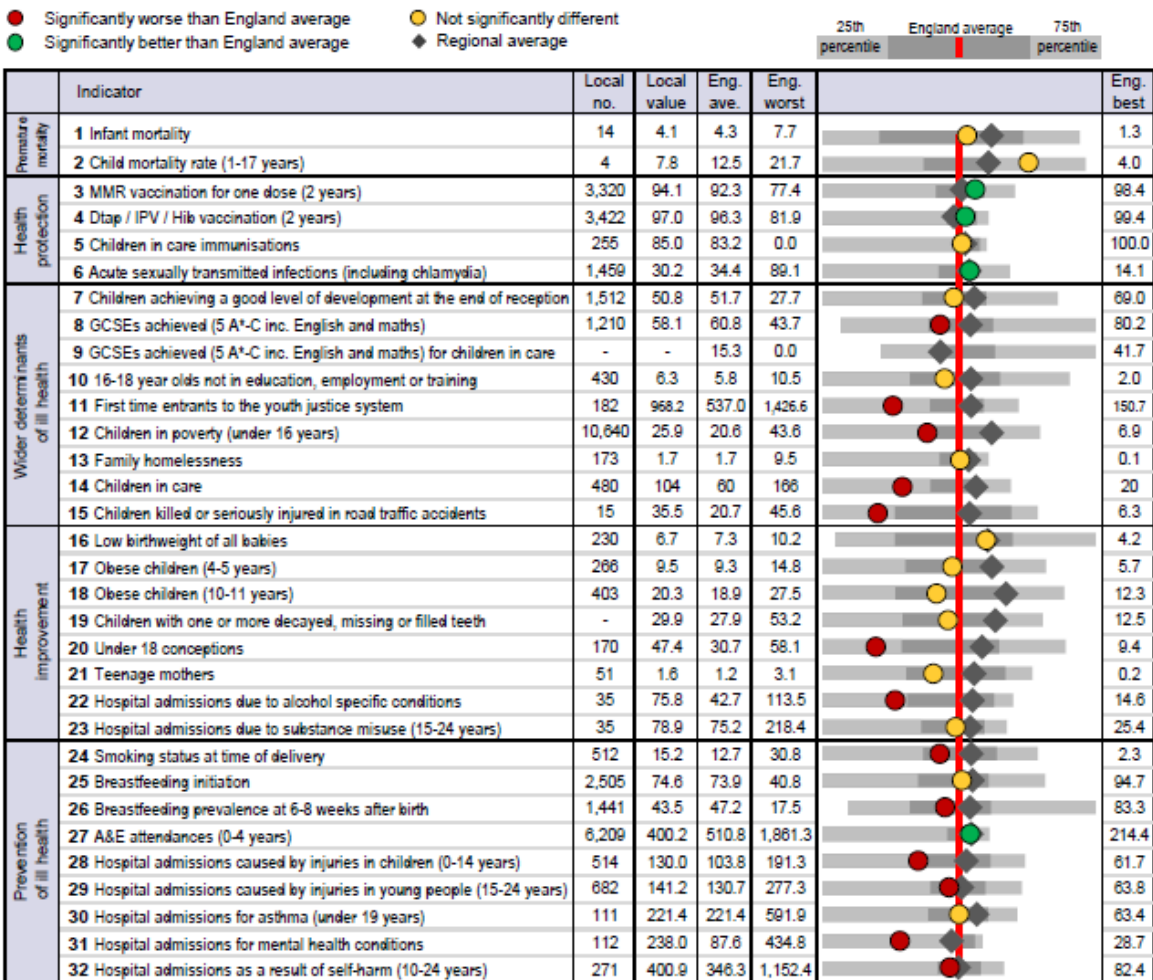 Significantly worse than England average
Not significantly different
Significantly better than England average
Regional average
25th percentile
England average
75th percentile
Indicator Local no. Local value Eng. ave. Eng. worst Eng. best
Premature mortality
1 Infant mortality 14 4.1 4.3 7.7 1.3
2 Child mortality rate (1-17 years) 4 7.8 12.5 21.7 4.0
Health protection
3 MMR vaccination for one dose (2 years) 3,320 94.1 92.3 77.4 98.4
4 Dtap / IPV / Hib vaccination (2 years) 3,422 97.0 96.3 81.9 99.4
5 Children in care immunisations 255 85.0 83.2 0.0 100.0
6 Acute sexually transmitted infections (including chlamydia) 1,459 30.2 34.4 89.1 14.1
Wider determinants of ill health
7 Children achieving a good level of development at the end of reception 1,512 50.8 51.7 27.7 69.0
8 GCSEs achieved (5 A*-C inc. English and maths) 1,210 58.1 60.8 43.7 80.2
9 GCSEs achieved (5 A*-C inc. English and maths) for children in care - - 15.3 0.0 41.7
10 16-18 year olds not in education, employment or training 430 6.3 5.8 10.5 2.0
11 First time entrants to the youth justice system 182 968.2 537.0 1,426.6 150.7
12 Children in poverty (under 16 years) 10,640 25.9 20.6 43.6 6.9
13 Family homelessness 173 1.7 1.7 9.5 0.1
14 Children in care 480 104 60 166 20
15 Children killed or seriously injured in road traffic accidents 15 35.5 20.7 45.6 6.3
Health improvement
16 Low birthweight of all babies 230 6.7 7.3 10.2 4.2
17 Obese children (4-5 years) 266 9.5 9.3 14.8 5.7
18 Obese children (10-11 years) 403 20.3 18.9 27.5 12.3
19 Children with one or more decayed, missing or filled teeth - 29.9 27.9 53.2 12.5
20 Under 18 conceptions 170 47.4 30.7 58.1 9.4
21 Teenage mothers 51 1.6 1.2 3.1 0.2
22 Hospital admissions due to alcohol specific conditions 35 75.8 42.7 113.5 14.6
23 Hospital admissions due to substance misuse (15-24 years) 35 78.9 75.2 218.4 25.4
Prevention of ill health
24 Smoking status at time of delivery 512 15.2 12.7 30.8 2.3
25 Breastfeeding initiation 2,505 74.6 73.9 40.8 94.7
26 Breastfeeding prevalence at 6-8 weeks after birth 1,441 43.5 47.2 17.5 83.3
27 A&E attendances (0-4 years) 6,209 400.2 510.8 1,861.3 214.4
28 Hospital admissions caused by injuries in children (0-14 years) 514 130.0 103.8 191.3 61.7
29 Hospital admissions caused by injuries in young people (15-24 years) 682 141.2 130.7 277.3 63.8
30 Hospital admissions for asthma (under 19 years) 111 221.4 221.4 591.9 63.4
31 Hospital admissions for mental health conditions 112 238.0 87.6 434.8 28.7
32 Hospital admissions as a result of self-harm (10-24 years) 271 400.9 346.3 1,152.4 82.4